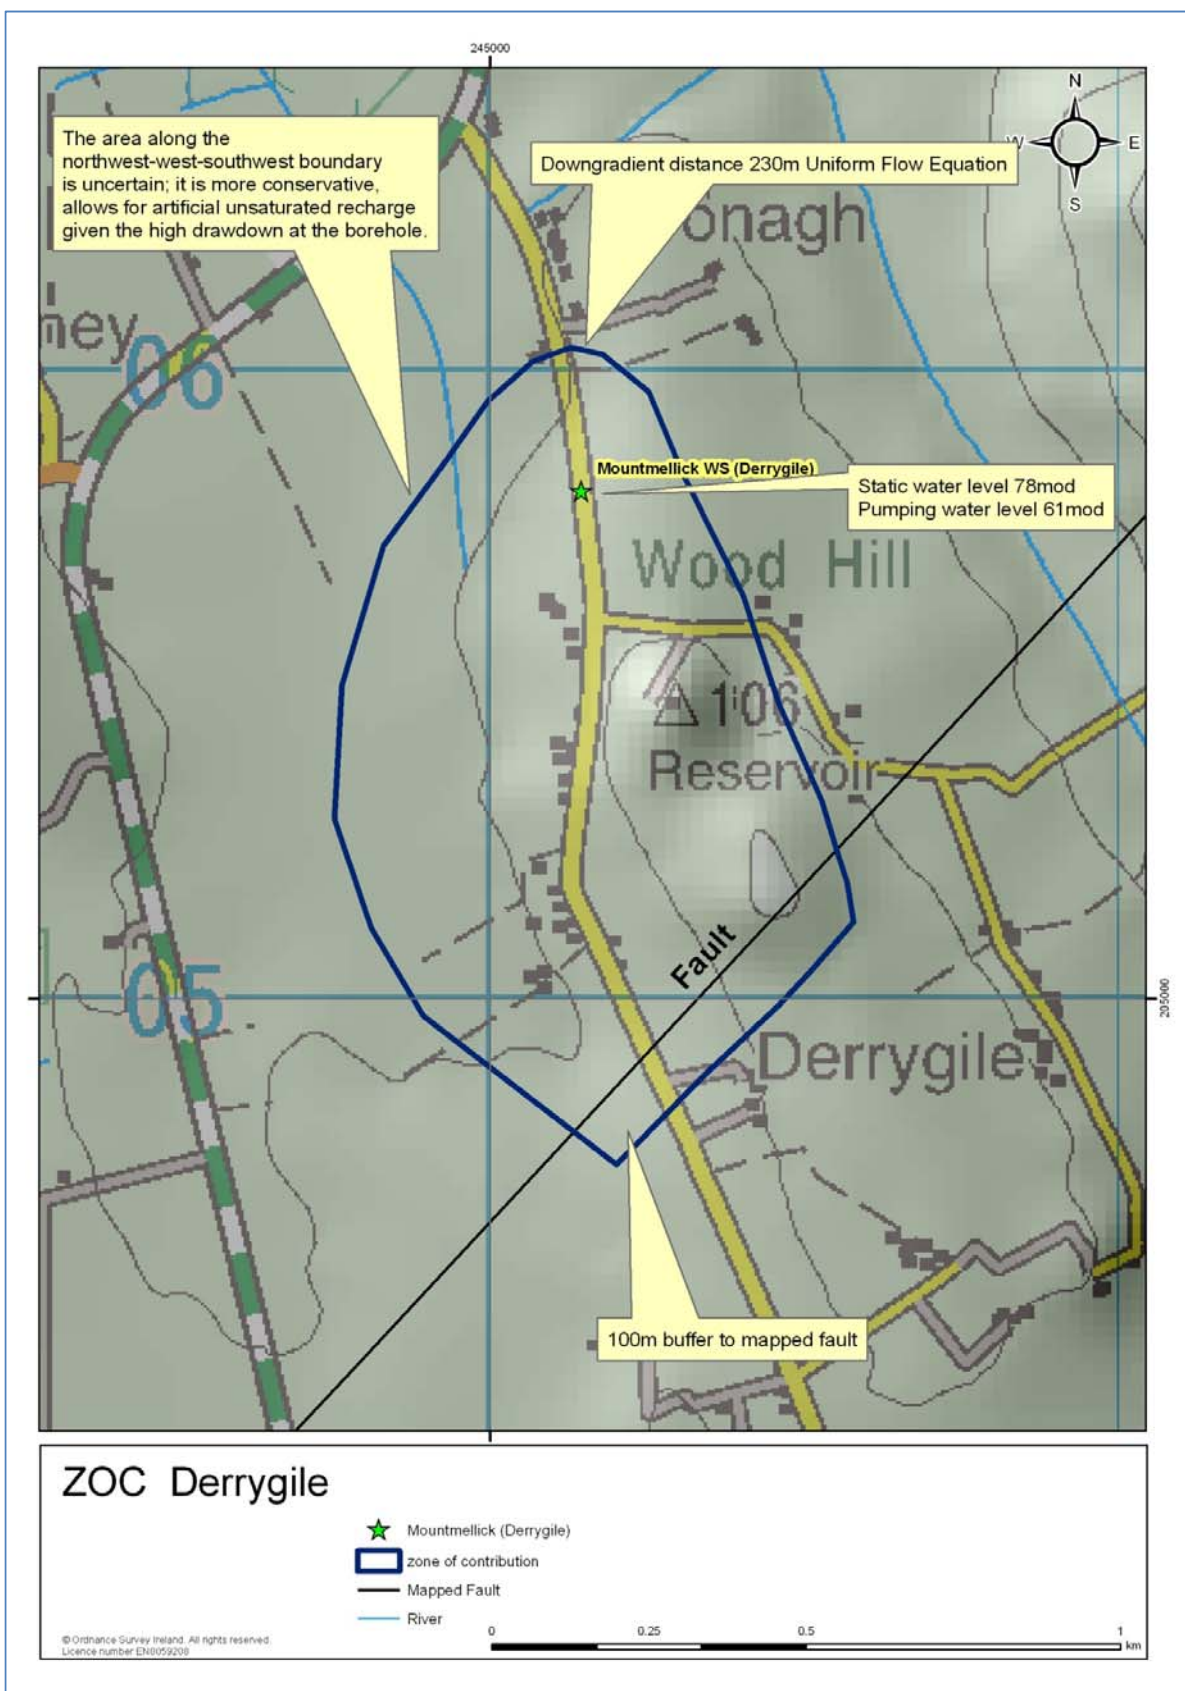 245000
N
W
E
S
The area along the
northwest-west-southwest boundary
is uncertain; it is more conservative,
allows for artificial unsaturated recharge
given the high drawdown at the borehole.
Downgradient distance 230m Uniform Flow Equation
onagh
ney
06
Mountmellick WS (Derrygile)
Static water level 78mod
Pumping water level 61mod
Wood Hill
106
Reservoir
Fault
05
205000
Derrygile
100m buffer to mapped fault
ZOC Derrygile
Mountmellick (Derrygile)
zone of contribution
Mapped Fault
River
© Ordnance Survey Ireland. All rights reserved.
Licence number EN0059208
0
0.25
0.5
1
km